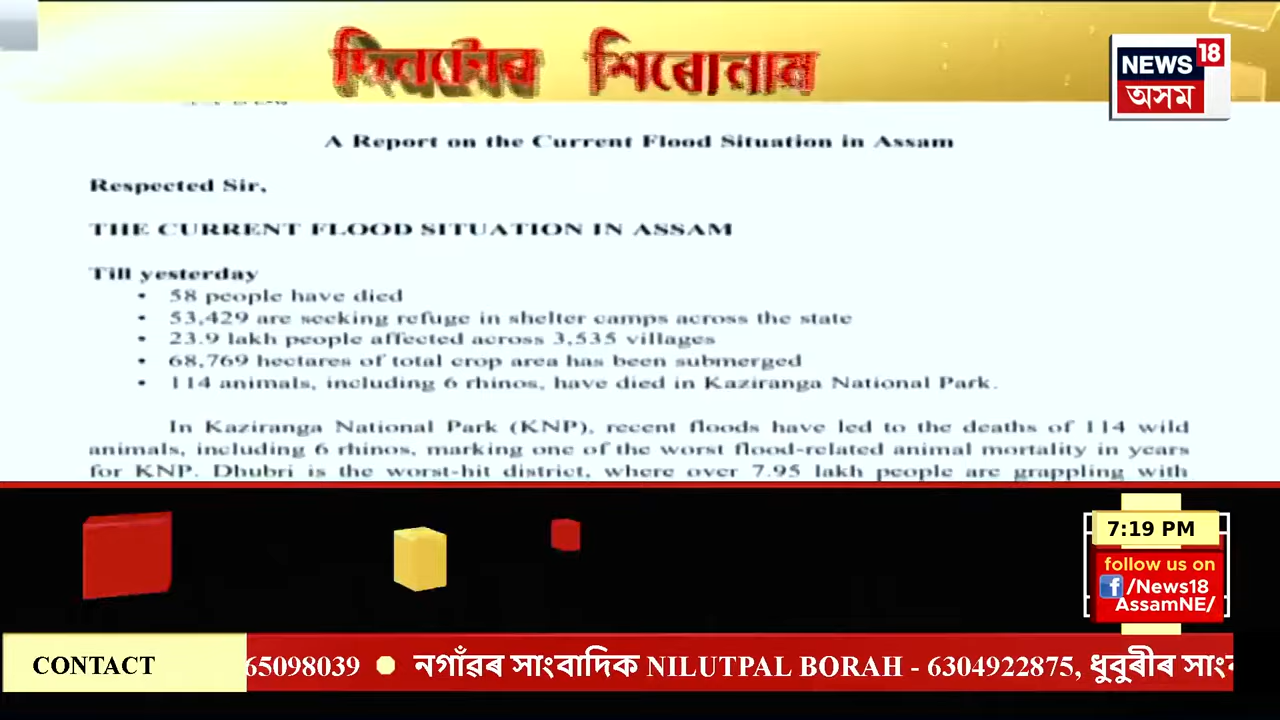 দিনটোৰ শিৰোনাম
NEWS 18
অসম
A Report on the Current Flood Situation in Assam
Respected Sir,
THE CURRENT FLOOD SITUATION IN ASSAM
Till yesterday
• 58 people have died
• 53,429 are seeking refuge in shelter camps across the state
• 23.9 lakh people affected across 3,535 villages
• 68,769 hectares of total crop area has been submerged
• 114 animals, including 6 rhinos, have died in Kaziranga National Park.
In Kaziranga National Park (KNP), recent floods have led to the deaths of 114 wild
animals, including 6 rhinos, marking one of the worst flood-related animal mortality in years
for KNP. Dhubri is the worst-hit district, where over 7.95 lakh people are grappling with
7:19 PM
follow us on
/News18
AssamNE/
CONTACT
65098039 ● নগাঁৱৰ সাংবাদিক NILUTPAL BORAH - 6304922875, ধুবুৰীৰ